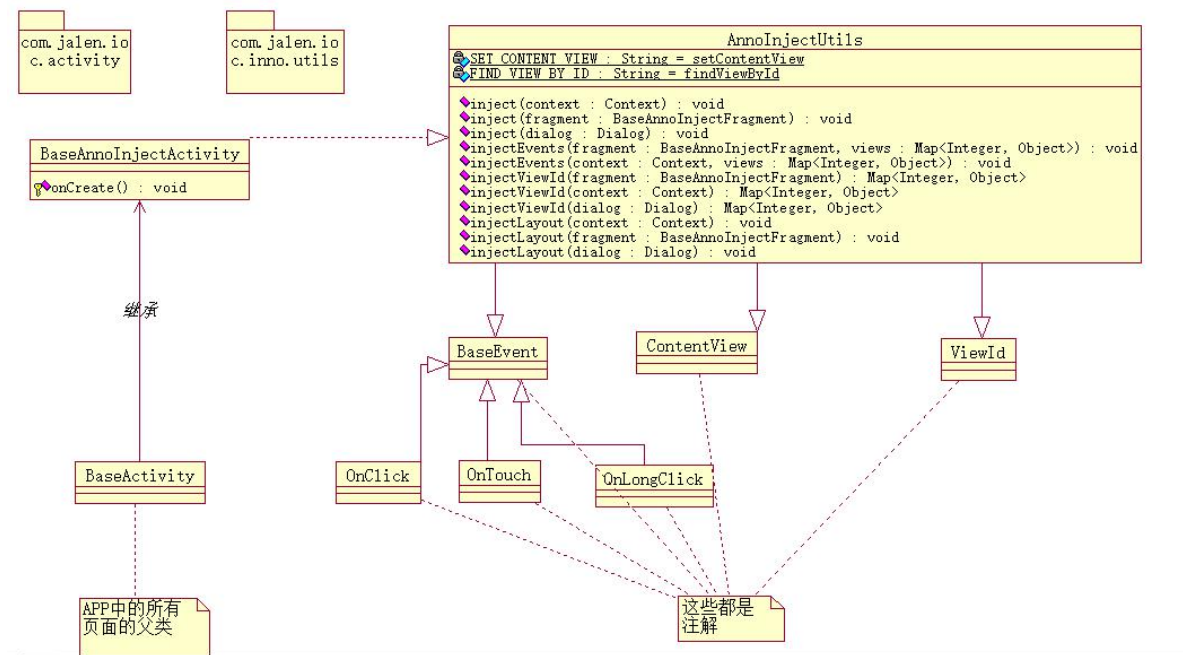 com.jalen.io
c.activity
com.jalen.io
c.inno.utils
AnnoInjectUtils
SET_CONTENT_VIEW : String = setContentView
FIND_VIEW_BY_ID : String = findViewById
inject(context : Context) : void
inject(fragment : BaseAnnoInjectFragment) : void
inject(dialog : Dialog) : void
injectEvents(fragment : BaseAnnoInjectFragment, views : Map<Integer, Object>) : void
injectEvents(context : Context, views : Map<Integer, Object>) : void
injectViewId(fragment : BaseAnnoInjectFragment) : Map<Integer, Object>
injectViewId(context : Context) : Map<Integer, Object>
injectViewId(dialog : Dialog) : Map<Integer, Object>
injectLayout(context : Context) : void
injectLayout(fragment : BaseAnnoInjectFragment) : void
injectLayout(dialog : Dialog) : void
BaseAnnoInjectActivity
onCreate() : void
继承
BaseEvent
ContentView
ViewId
BaseActivity
OnClick
OnTouch
OnLongClick
APP中的所有
页面的父类
这些都是
注解